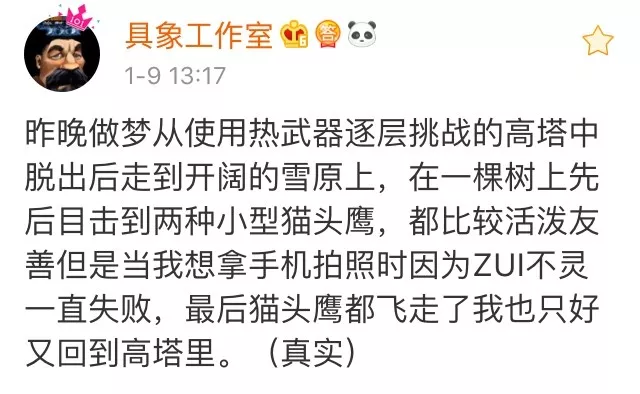 具象工作室
1-9 13:17
昨晚做梦从使用热武器逐层挑战的高塔中
脱出后走到开阔的雪原上，在一棵树上先
后目击到两种小型猫头鹰，都比较活泼友
善但是当我想拿手机拍照时因为ZUI不灵
一直失败，最后猫头鹰都飞走了我也只好
又回到高塔里。（真实）